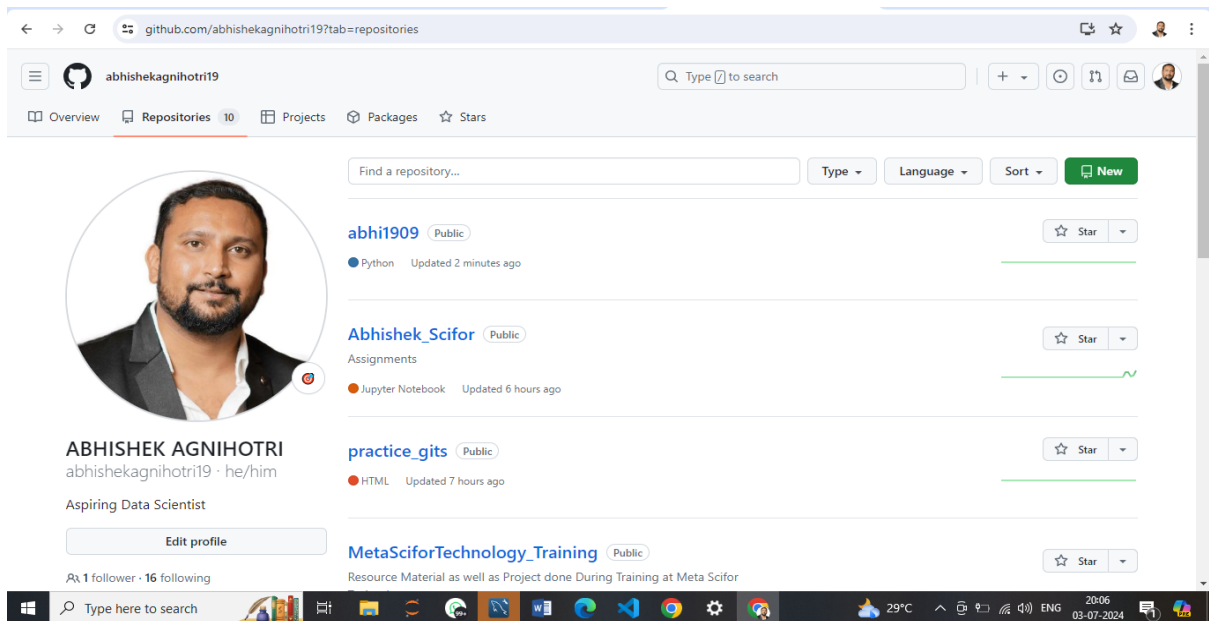 github.com/abhishekagnihotri19?tab=repositories
abhishekagnihotri19
Type / to search
Overview Repositories 10 Projects Packages Stars
Find a repository...
Type Language Sort New
abhi1909 Public
Star
Python Updated 2 minutes ago
Abhishek_Scifor Public
Star
Assignments
Jupyter Notebook Updated 6 hours ago
ABHISHEK AGNIHOTRI
abhishekagnihotri19 · he/him
Aspiring Data Scientist
Edit profile
1 follower · 16 following
practice_gits Public
Star
HTML Updated 7 hours ago
MetaSciforTechnology_Training Public
Star
Resource Material as well as Project done During Training at Meta Scifor
Type here to search
99+
29°C
ENG
20:06
03-07-2024
1